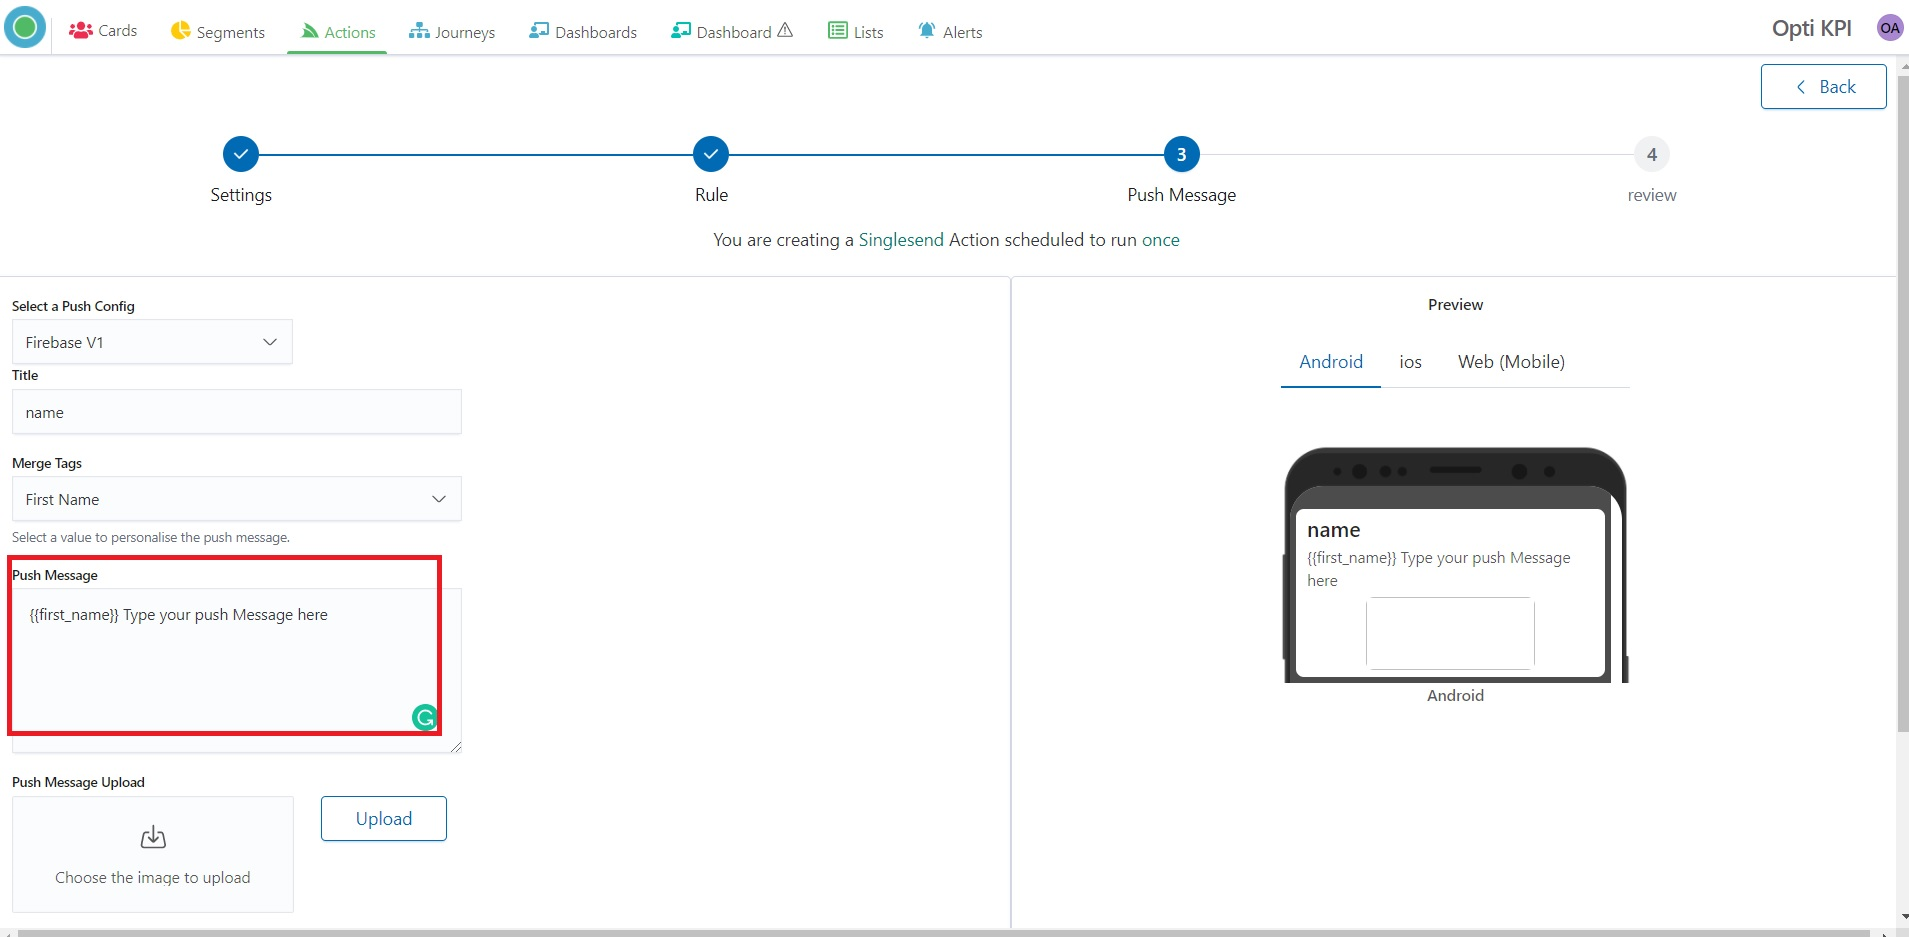 Cards
Segments
Actions
Journeys
Dashboards
Dashboard
Lists
Alerts
Opti KPI
OA
Back
3
4
Settings
Rule
Push Message
review
You are creating a Singlesend Action scheduled to run once
Select a Push Config
Firebase V1
Title
name
Merge Tags
First Name
Select a value to personalise the push message.
Push Message
{{first_name}} Type your push Message here
Push Message Upload
Choose the image to upload
Upload
Preview
Android
ios
Web (Mobile)
name
{{first_name}} Type your push Message
here
Android